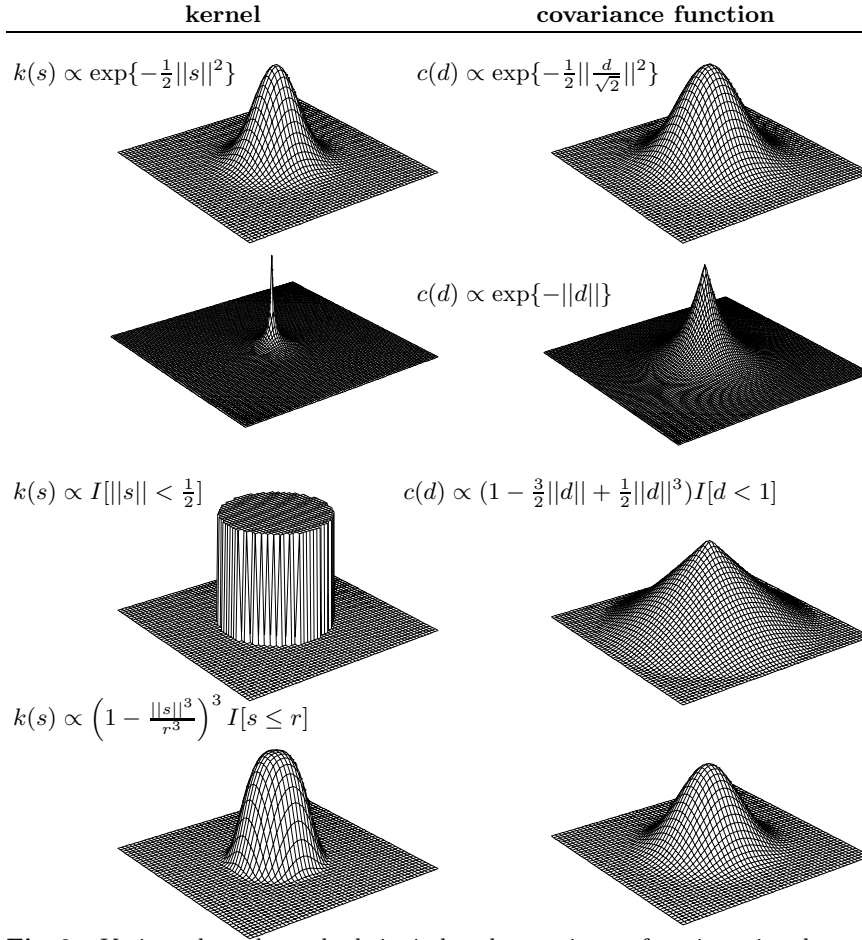 kernel covariance function
k(s) ∝ exp{−½||s||²} c(d) ∝ exp{−½||d/√2||²}
c(d) ∝ exp{−||d||}
k(s) ∝ I[||s|| < ½] c(d) ∝ (1 − 3/2||d|| + ½||d||³)I[d < 1]
k(s) ∝ (1 − ||s||³/r³)³ I[s ≤ r]